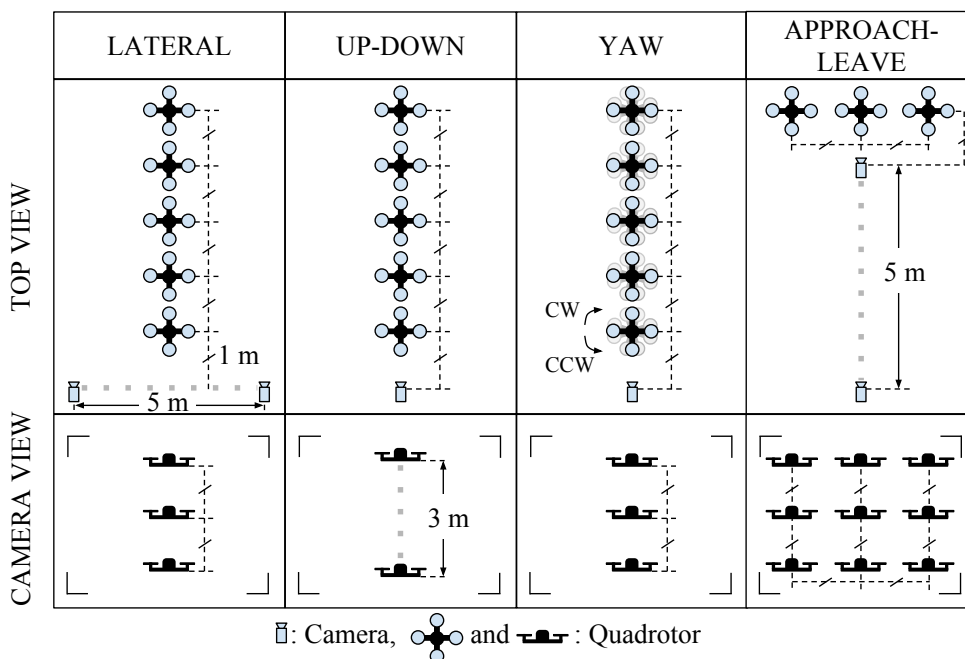 LATERAL
UP-DOWN
YAW
APPROACH-
LEAVE
TOP VIEW
1 m
5 m
CW
CCW
5 m
CAMERA VIEW
3 m
: Camera, and : Quadrotor